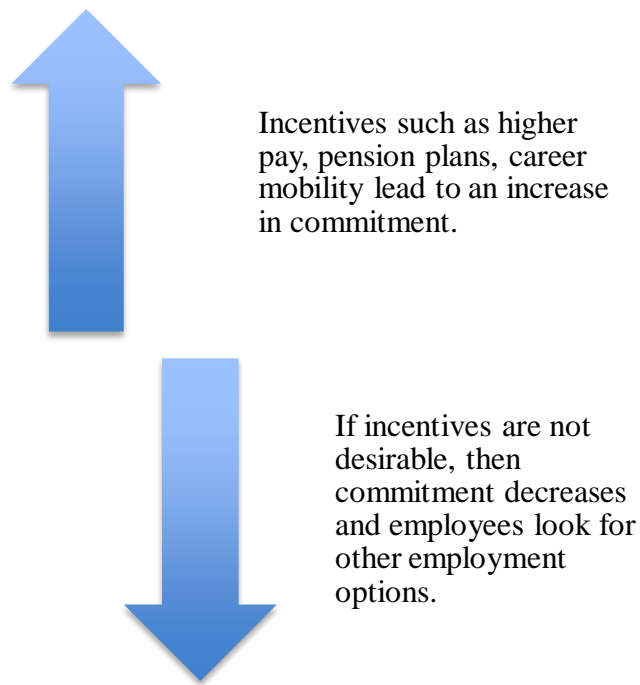 Incentives such as higher
pay, pension plans, career
mobility lead to an increase
in commitment.
If incentives are not
desirable, then
commitment decreases
and employees look for
other employment
options.